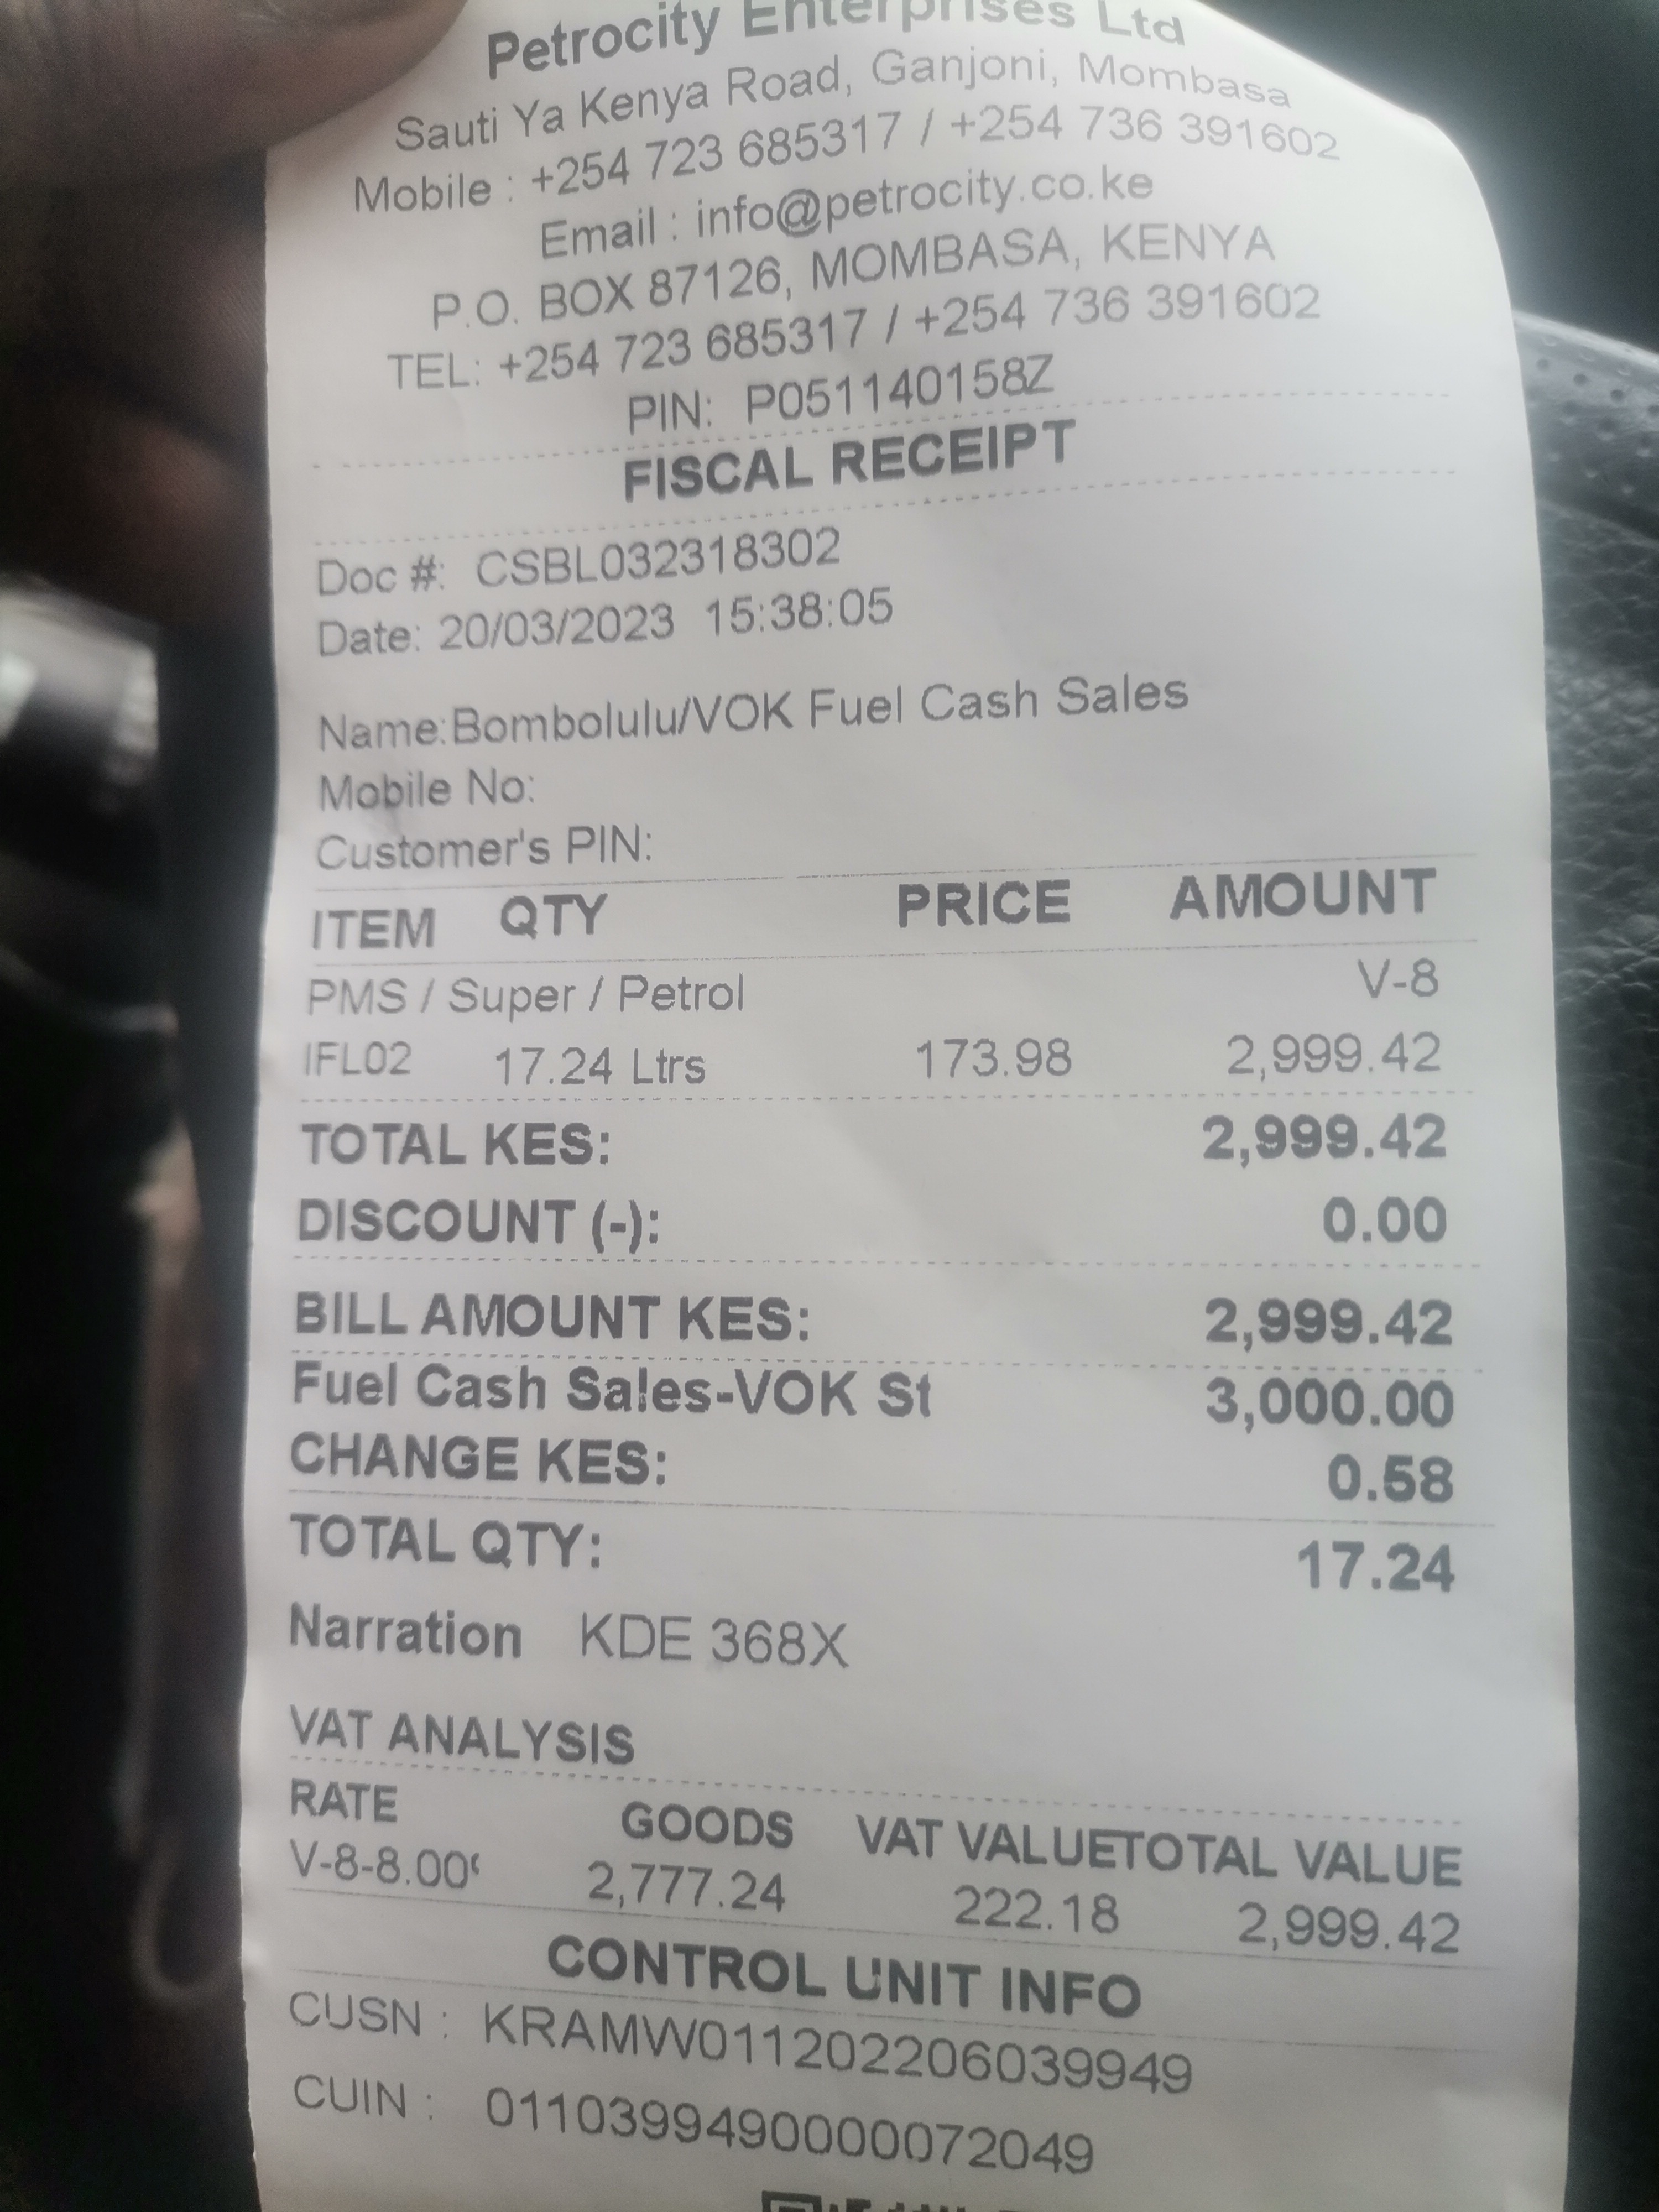 Petrocity Enterprises Ltd
Sauti Ya Kenya Road, Ganjoni, Mombasa
Mobile : +254 723 685317 / +254 736 391602
Email : info@petrocity.co.ke
P.O. BOX 87126, MOMBASA, KENYA
TEL: +254 723 685317 / +254 736 391602
PIN: P051140158Z
FISCAL RECEIPT
Doc #: CSBL032318302
Date: 20/03/2023 15:38:05
Name:Bombolulu/VOK Fuel Cash Sales
Mobile No:
Customer's PIN:
ITEM QTY PRICE AMOUNT
PMS / Super / Petrol V-8
IFL02 17.24 Ltrs 173.98 2,999.42
TOTAL KES: 2,999.42
DISCOUNT (-): 0.00
BILL AMOUNT KES: 2,999.42
Fuel Cash Sales-VOK St 3,000.00
CHANGE KES: 0.58
TOTAL QTY: 17.24
Narration KDE 368X
VAT ANALYSIS
RATE GOODS VAT VALUETOTAL VALUE
V-8-8.00 2,777.24 222.18 2,999.42
CONTROL UNIT INFO
CUSN : KRAMW011202206039949
CUIN : 0110399490000072049